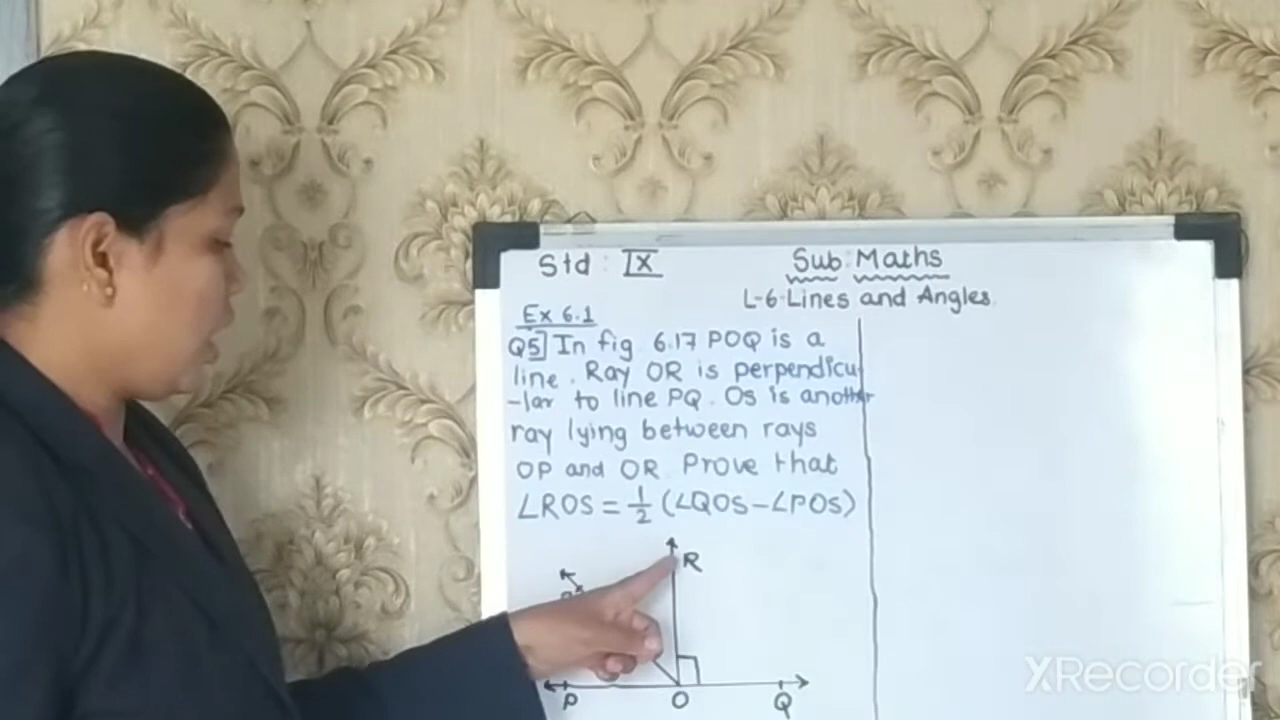 Std : IX
Sub: Maths
L-6-Lines and Angles.
Ex 6.1
Q5] In fig 6.17 POQ is a
line. Ray OR is perpendicu
-lar to line PQ. Os is another
ray lying between rays
OP and OR. Prove that
∠ROS = 1/2 (∠QOS - ∠POS)
R
P
O
Q
XRecorder